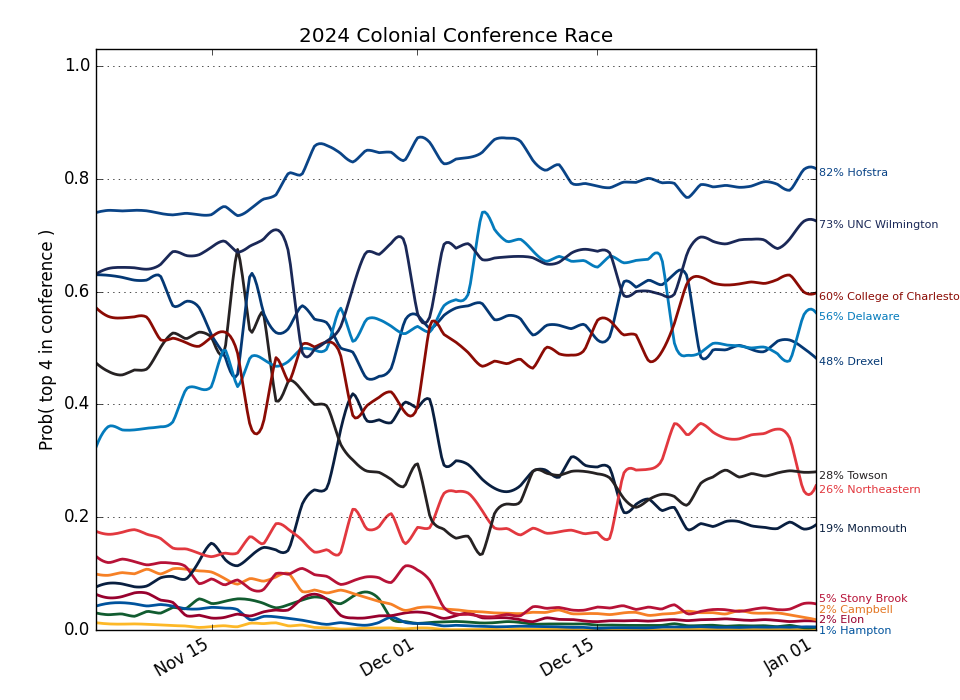 2024 Colonial Conference Race
Prob( top 4 in conference )
1.0
0.8
0.6
0.4
0.2
0.0
Nov 15
Dec 01
Dec 15
Jan 01
82% Hofstra
73% UNC Wilmington
60% College of Charlesto
56% Delaware
48% Drexel
28% Towson
26% Northeastern
19% Monmouth
5% Stony Brook
2% Campbell
2% Elon
1% Hampton